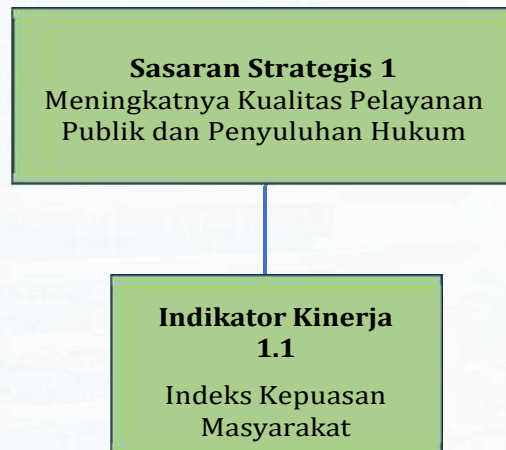 Sasaran Strategis 1
Meningkatnya Kualitas Pelayanan
Publik dan Penyuluhan Hukum
Indikator Kinerja
1.1
Indeks Kepuasan
Masyarakat